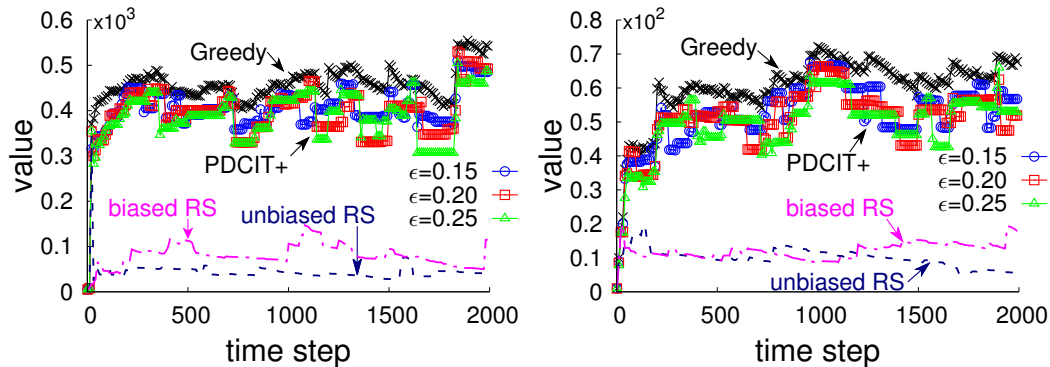 x10³
0.6
0.5
0.4
0.3
0.2
0.1
0
value
Greedy
PDCIT+
ϵ=0.15
ϵ=0.20
ϵ=0.25
biased RS
unbiased RS
0 500 1000 1500 2000
time step
x10²
0.8
0.7
0.6
0.5
0.4
0.3
0.2
0.1
0
value
Greedy
PDCIT+
ϵ=0.15
ϵ=0.20
ϵ=0.25
biased RS
unbiased RS
0 500 1000 1500 2000
time step